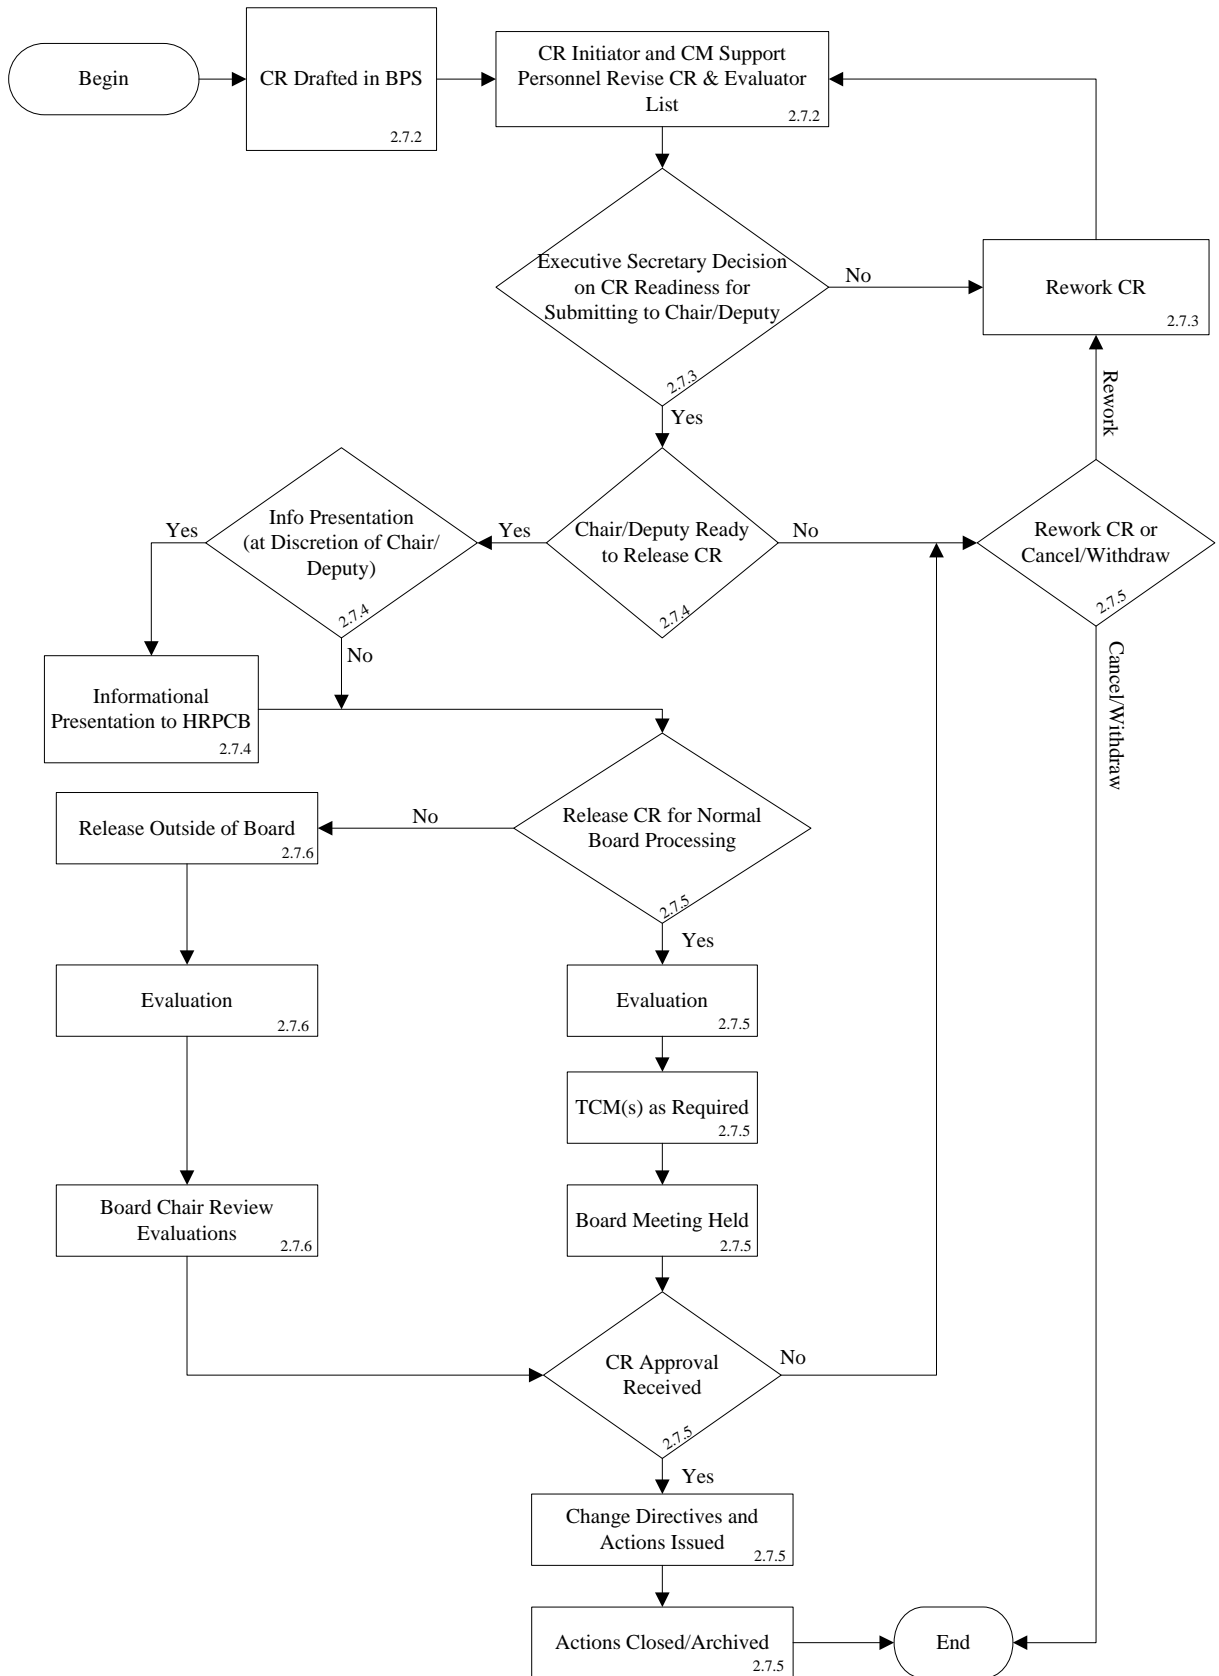 Begin
CR Drafted in BPS
2.7.2
CR Initiator and CM Support
Personnel Revise CR & Evaluator
List
2.7.2
Executive Secretary Decision
on CR Readiness for
Submitting to Chair/Deputy
2.7.3
No
Rework CR
2.7.3
Yes
Rework
Info Presentation
(at Discretion of Chair/
Deputy)
2.7.4
Yes
Yes
Chair/Deputy Ready
to Release CR
2.7.4
No
Rework CR or
Cancel/Withdraw
2.7.5
No
Cancel/Withdraw
Informational
Presentation to HRPCB
2.7.4
Release Outside of Board
2.7.6
No
Release CR for Normal
Board Processing
2.7.5
Yes
Evaluation
2.7.6
Evaluation
2.7.5
TCM(s) as Required
2.7.5
Board Chair Review
Evaluations
2.7.6
Board Meeting Held
2.7.5
CR Approval
Received
2.7.5
No
Yes
Change Directives and
Actions Issued
2.7.5
Actions Closed/Archived
2.7.5
End